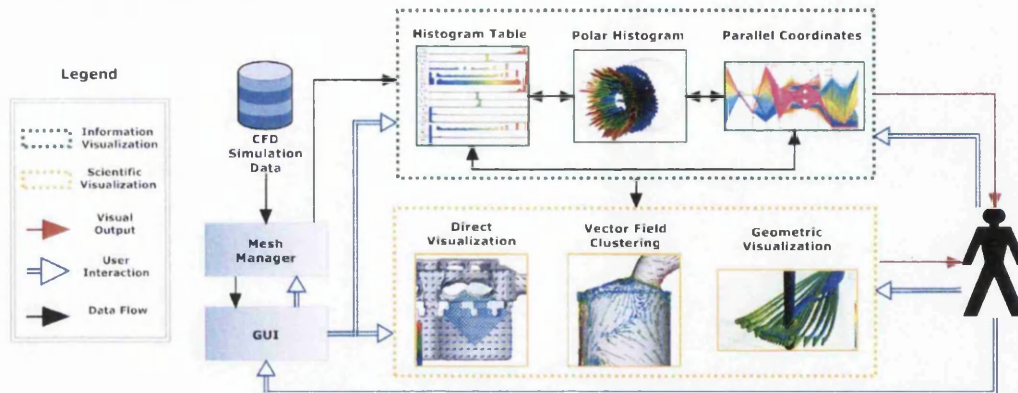 Legend
Information
Visualization
Scientific
Visualization
Visual
Output
User
Interaction
Data Flow
CFD
Simulation
Data
Mesh
Manager
GUI
Histogram Table
Polar Histogram
Parallel Coordinates
Direct
Visualization
Vector Field
Clustering
Geometric
Visualization